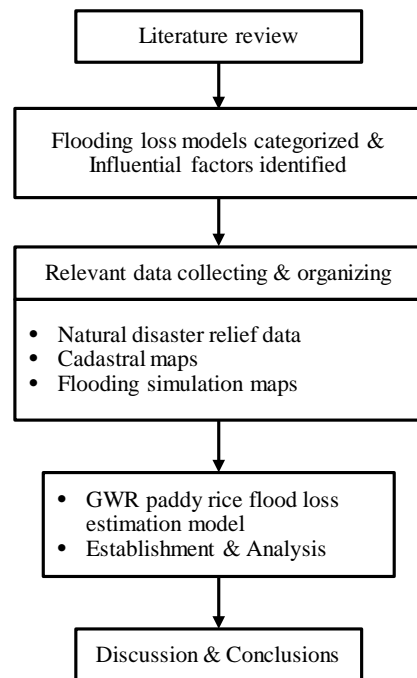 Literature review
Flooding loss models categorized &
Influential factors identified
Relevant data collecting & organizing
• Natural disaster relief data
• Cadastral maps
• Flooding simulation maps
• GWR paddy rice flood loss
estimation model
• Establishment & Analysis
Discussion & Conclusions